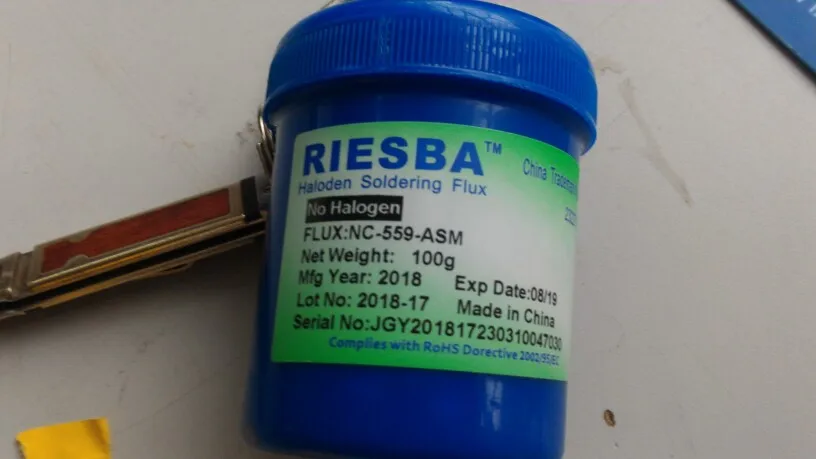 RIESBA™
China Trademark
Haloden Soldering Flux
No Halogen
FLUX:NC-559-ASM
Net Weight: 100g
Mfg Year: 2018 Exp Date:08/19
Lot No: 2018-17 Made in China
Serial No:JGY201817230310047030
Complies with RoHS Dorective 2002/95/EC